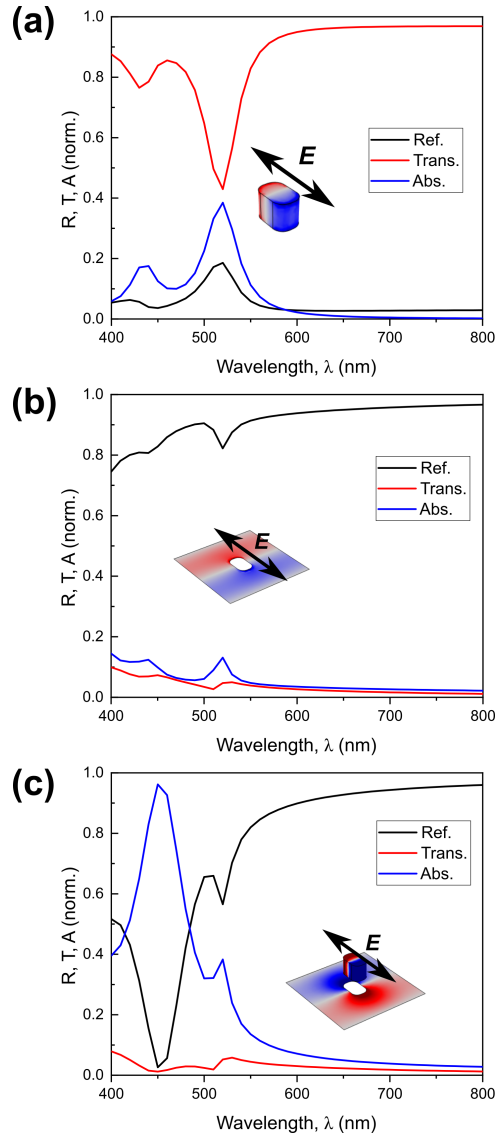 (a)
1.0
0.8
0.6
0.4
0.2
0.0
R, T, A (norm.)
Ref.
Trans.
Abs.
E
400 500 600 700 800
Wavelength, λ (nm)
(b)
1.0
0.8
0.6
0.4
0.2
0.0
R, T, A (norm.)
Ref.
Trans.
Abs.
E
400 500 600 700 800
Wavelength, λ (nm)
(c)
1.0
0.8
0.6
0.4
0.2
0.0
R, T, A (norm.)
Ref.
Trans.
Abs.
E
400 500 600 700 800
Wavelength, λ (nm)